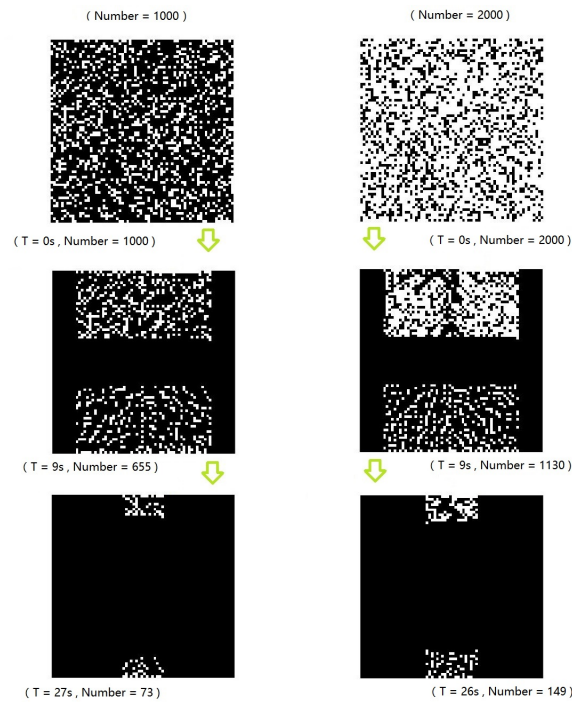 ( Number = 1000 )
( Number = 2000 )
( T = 0s , Number = 1000 )
( T = 0s , Number = 2000 )
( T = 9s , Number = 655 )
( T = 9s , Number = 1130 )
( T = 27s , Number = 73 )
( T = 26s , Number = 149 )